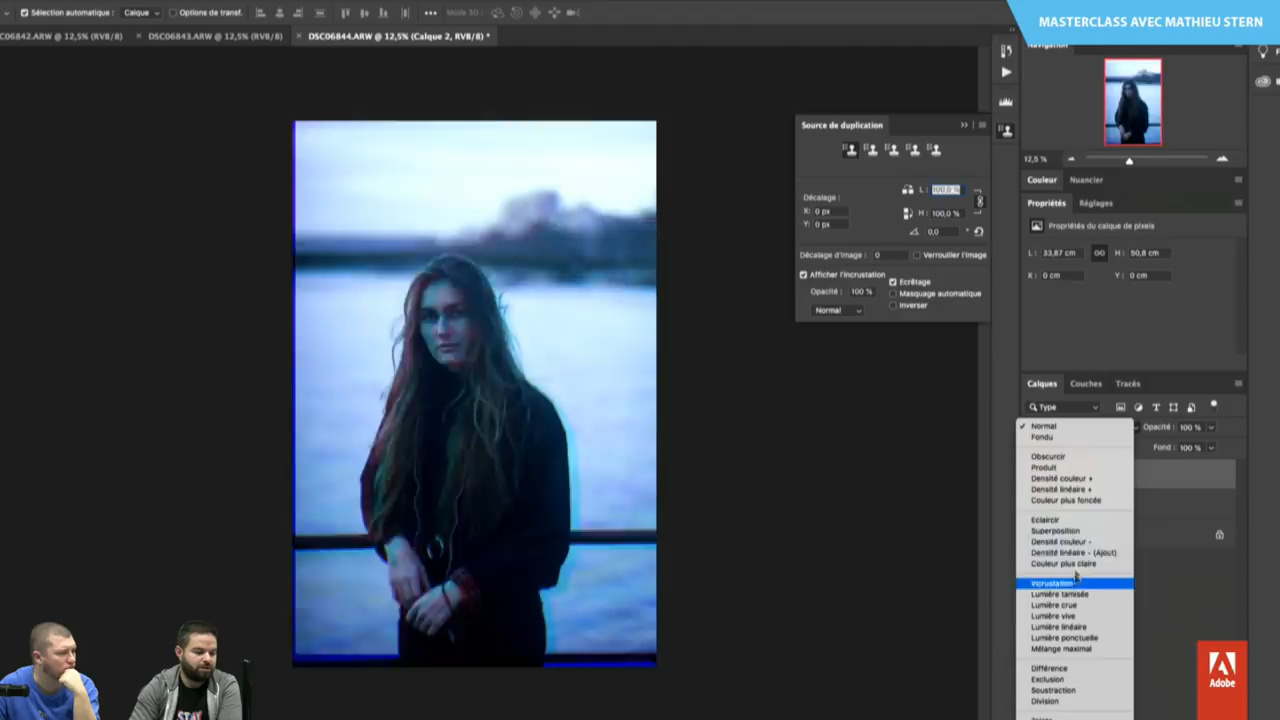 Sélection automatique :
Calque
Options de transf.
Mode 3D :
MASTERCLASS AVEC MATHIEU STERN
C06842.ARW @ 12,5% (RVB/8)
DSC06843.ARW @ 12,5% (RVB/8)
DSC06844.ARW @ 12,5% (Calque 2, RVB/8) *
Navigation
12,5 %
Couleur
Nuancier
Propriétés
Réglages
Propriétés du calque de pixels
L : 33,87 cm
H : 50,8 cm
X : 0 cm
Y : 0 cm
Source de duplication
Décalage :
X: 0 px
Y: 0 px
L : 100,0 %
H : 100,0 %
0,0 °
Décalage d'image : 0
Verrouiller l'image
Afficher l'incrustation
Opacité : 100 %
Normal
Ecrêtage
Masquage automatique
Inverser
Calques
Couches
Tracés
Type
Opacité : 100 %
Fond : 100 %
Normal
Fondu
Obscurcir
Produit
Densité couleur +
Densité linéaire +
Couleur plus foncée
Eclaircir
Superposition
Densité couleur -
Densité linéaire - (Ajout)
Couleur plus claire
Incrustation
Lumière tamisée
Lumière crue
Lumière vive
Lumière linéaire
Lumière ponctuelle
Mélange maximal
Différence
Exclusion
Soustraction
Division
STAY
Adobe